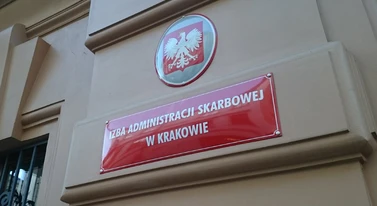 IZBA ADMINISTRACJI SKARBOWEJ
W KRAKOWIE